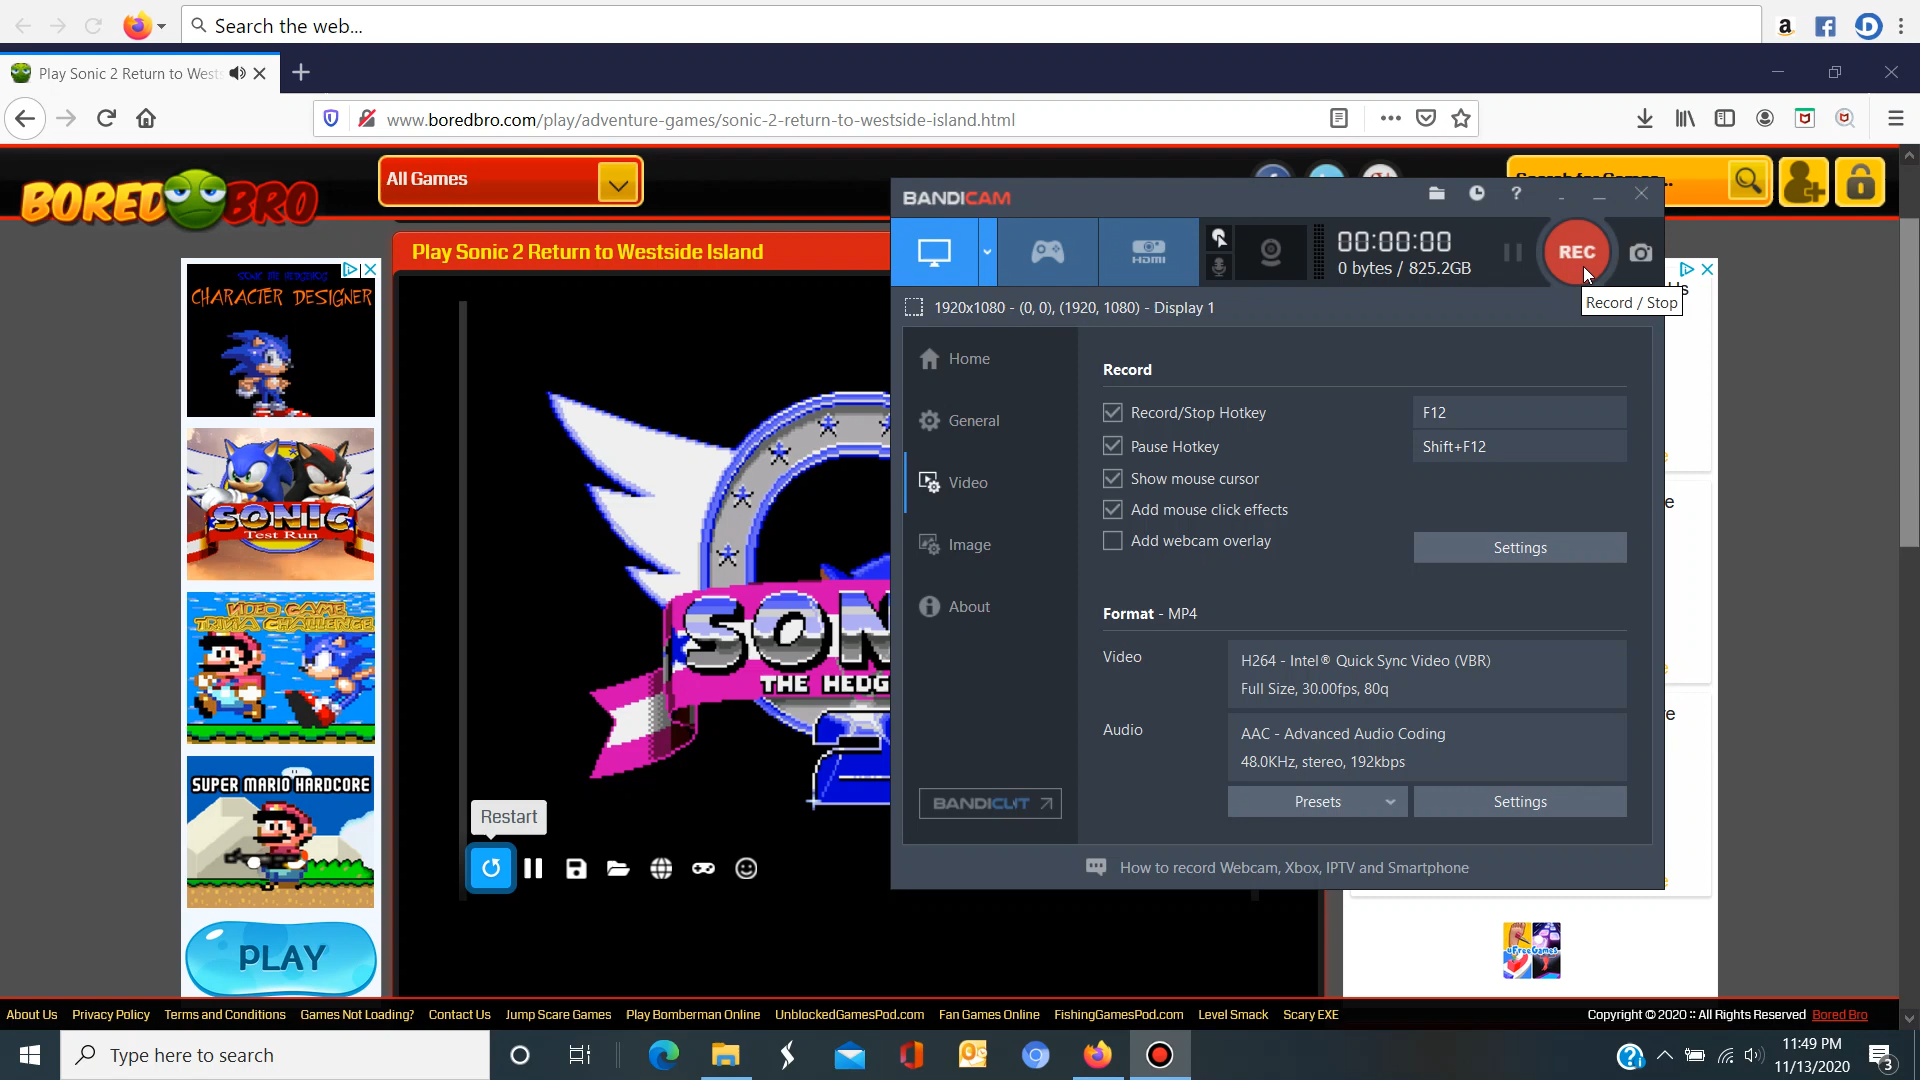 Search the web...
Play Sonic 2 Return to Wests
www.boredbro.com/play/adventure-games/sonic-2-return-to-westside-island.html
BORED BRO
All Games
BANDICAM
Play Sonic 2 Return to Westside Island
HDMI
00:00:00
0 bytes / 825.2GB
REC
Record / Stop
1920x1080 - (0, 0), (1920, 1080) - Display 1
CHARACTER DESIGNER
Home
General
Video
Image
About
Record
Record/Stop Hotkey
F12
Pause Hotkey
Shift+F12
Show mouse cursor
Add mouse click effects
Add webcam overlay
Settings
Format - MP4
Video
H264 - Intel® Quick Sync Video (VBR)
Full Size, 30.00fps, 80q
Audio
AAC - Advanced Audio Coding
48.0KHz, stereo, 192kbps
Presets
Settings
BANDICUT
How to record Webcam, Xbox, IPTV and Smartphone
SONIC
Test Run
VIDEO GAME
TRIVIA CHALLENGE
SUPER MARIO HARDCORE
PLAY
SON
THE HEDG
2
Restart
About Us
Privacy Policy
Terms and Conditions
Games Not Loading?
Contact Us
Jump Scare Games
Play Bomberman Online
UnblockedGamesPod.com
Fan Games Online
FishingGamesPod.com
Level Smack
Scary EXE
Copyright © 2020 :: All Rights Reserved Bored Bro
Type here to search
11:49 PM
11/13/2020
3